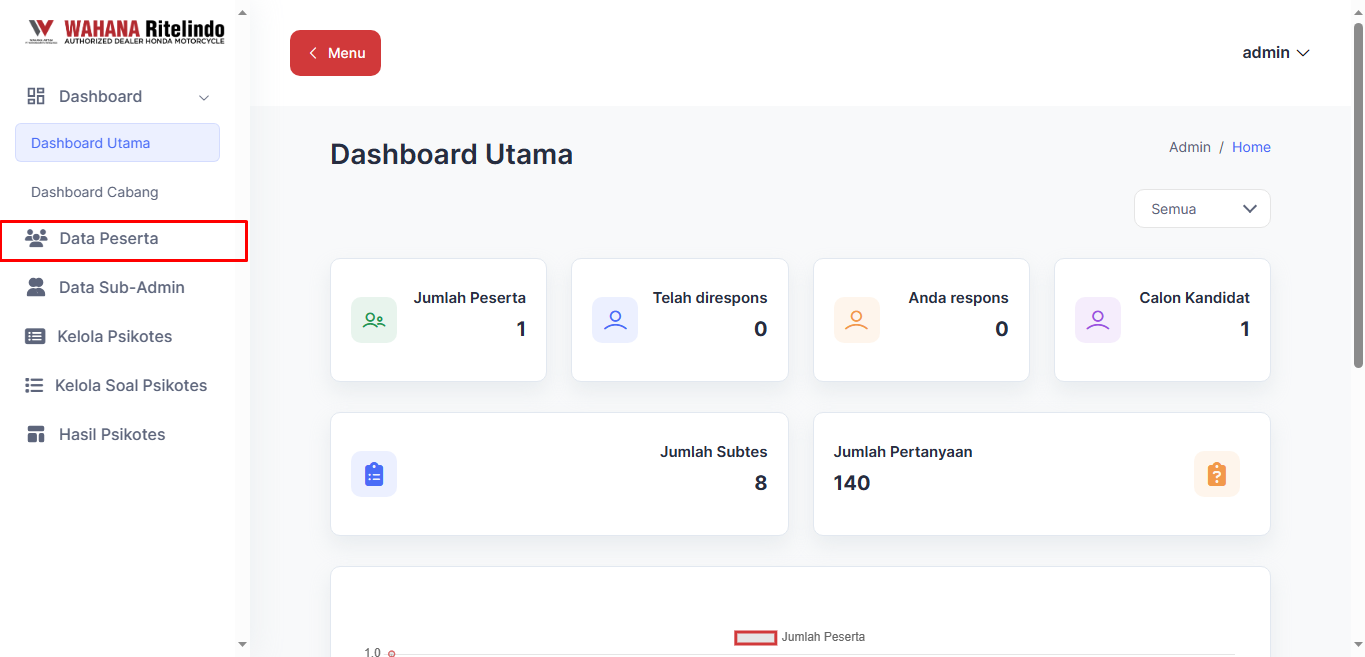 WAHANA Ritelindo
AUTHORIZED DEALER HONDA MOTORCYCLE
Dashboard
Dashboard Utama
Dashboard Cabang
Data Peserta
Data Sub-Admin
Kelola Psikotes
Kelola Soal Psikotes
Hasil Psikotes
Menu
admin
Dashboard Utama
Admin / Home
Semua
Jumlah Peserta
1
Telah direspons
0
Anda respons
0
Calon Kandidat
1
Jumlah Subtes
8
Jumlah Pertanyaan
140
Jumlah Peserta
1.0